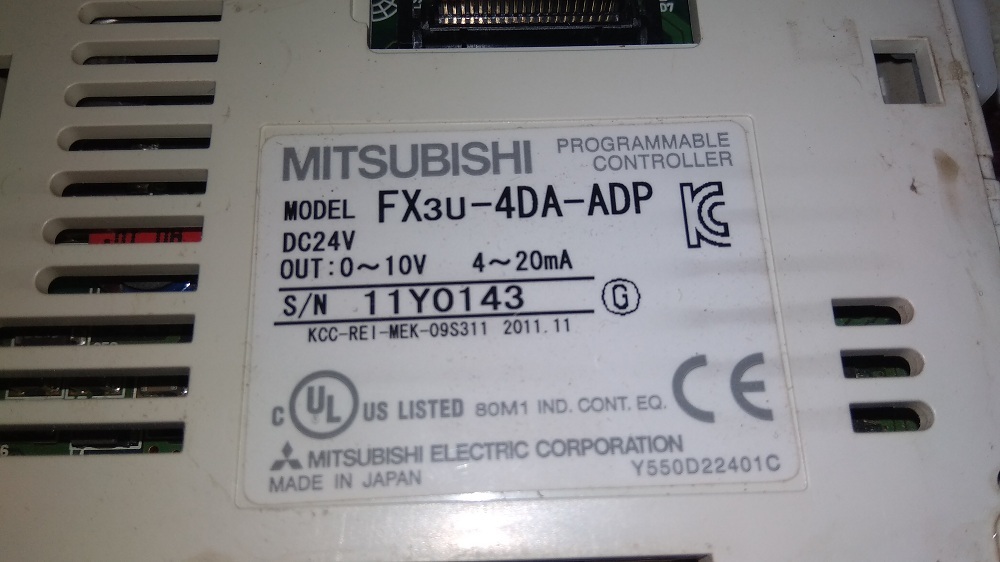 MITSUBISHI
PROGRAMMABLE
CONTROLLER
MODEL FX3U-4DA-ADP
DC24V
OUT:0～10V 4～20mA
S/N 11Y0143 G
KCC-REI-MEK-09S311 2011.11
C UL US LISTED 80M1 IND. CONT. EQ. CE
MITSUBISHI ELECTRIC CORPORATION
MADE IN JAPAN Y550D22401C